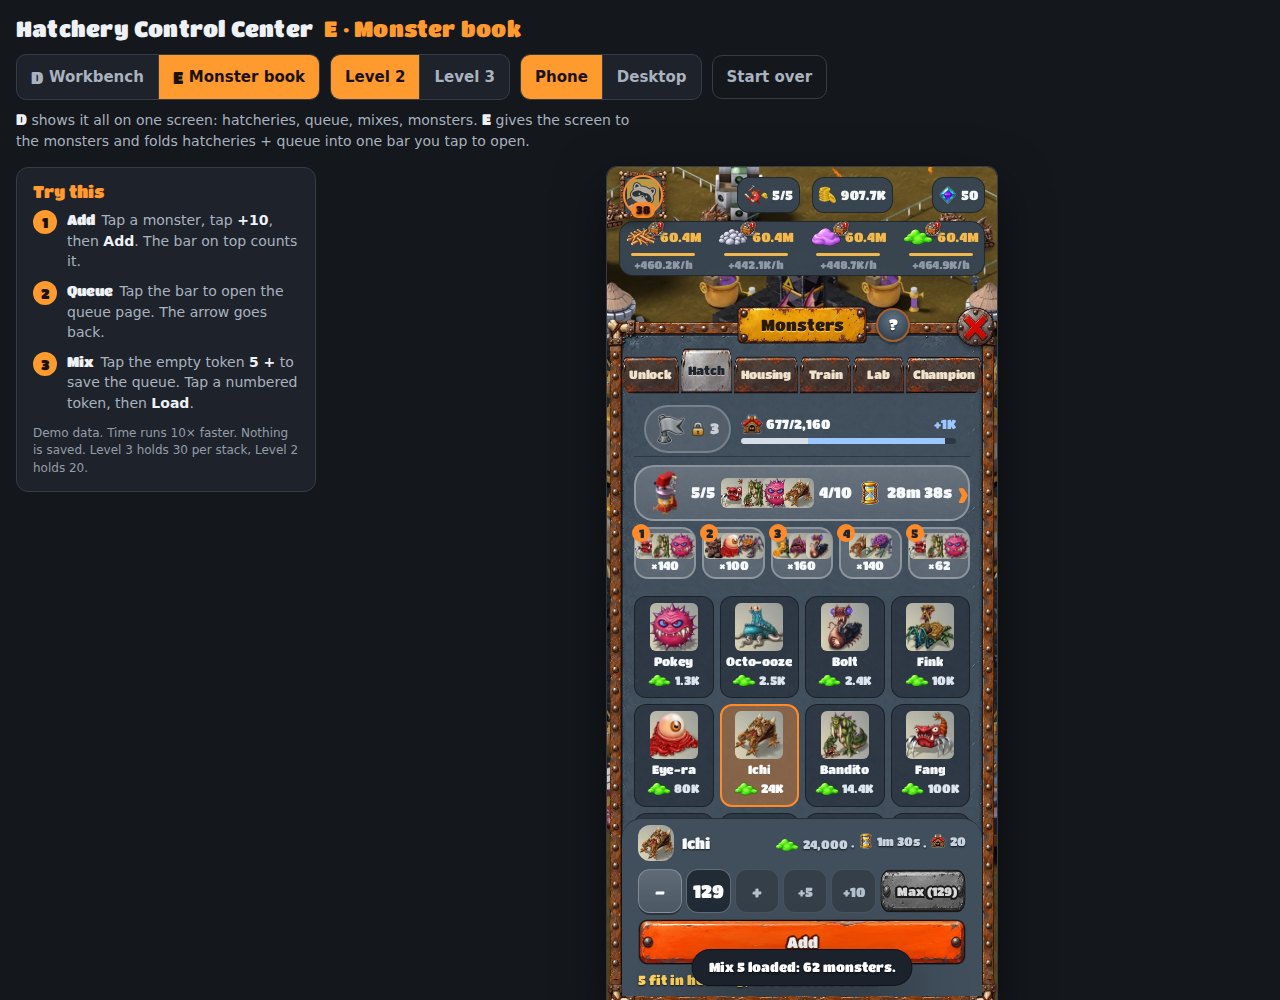 Hatchery Control Center E · Monster book
D Workbench E Monster book Level 2 Level 3 Phone Desktop Start over
D shows it all on one screen: hatcheries, queue, mixes, monsters. E gives the screen to
the monsters and folds hatcheries + queue into one bar you tap to open.
Try this
1 Add Tap a monster, tap +10,
then Add. The bar on top counts
it.
2 Queue Tap the bar to open the
queue page. The arrow goes
back.
3 Mix Tap the empty token 5 + to
save the queue. Tap a numbered
token, then Load.
Demo data. Time runs 10× faster. Nothing
is saved. Level 3 holds 30 per stack, Level 2
holds 20.
30 5/5 907.7K 50
60.4M 60.4M 60.4M 60.4M
+460.2K/h +442.1K/h +448.7K/h +464.9K/h
Monsters ?
Unlock Hatch Housing Train Lab Champion
3 677/2,160 +1K
5/5 4/10 28m 38s
1 2 3 4 5
×140 ×100 ×160 ×140 ×62
Pokey Octo-ooze Bolt Fink
1.3K 2.5K 2.4K 10K
Eye-ra Ichi Bandito Fang
80K 24K 14.4K 100K
Ichi 24,000 · 1m 30s · 20
− 129 + +5 +10 Max (129)
Add
Mix 5 loaded: 62 monsters.
5 fit in